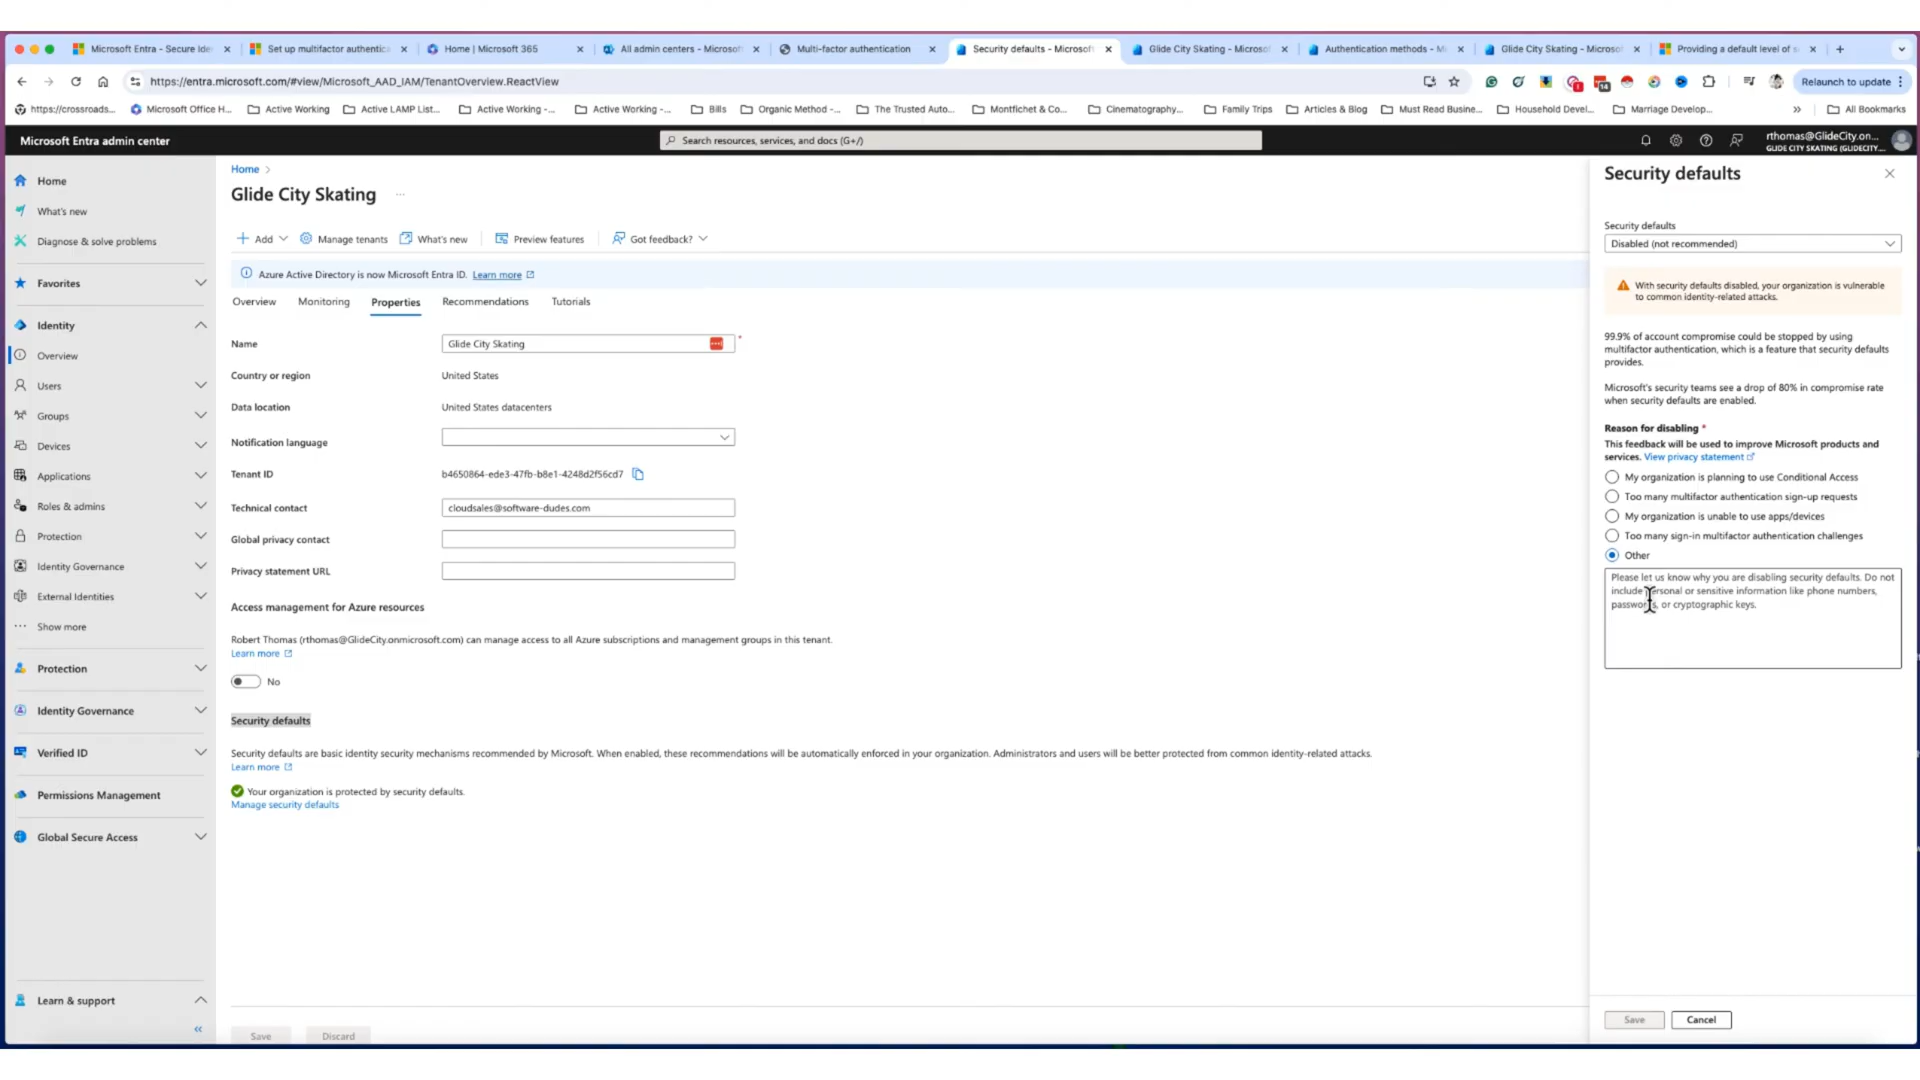 Microsoft Entra - Secure Ide
Set up multifactor authentica
Home | Microsoft 365
All admin centers - Microsoft
Multi-factor authentication
Security defaults - Microsoft
Glide City Skating - Microso
Authentication methods - Mi
Glide City Skating - Microso
Providing a default level of s
https://entra.microsoft.com/#view/Microsoft_AAD_IAM/TenantOverview.ReactView
Relaunch to update
https://crossroads...
Microsoft Office H...
Active Working
Active LAMP List...
Active Working -...
Active Working -...
Bills
Organic Method -...
The Trusted Auto...
Montfichet & Co...
Cinematography...
Family Trips
Articles & Blog
Must Read Busine...
Household Devel...
Marriage Develop...
All Bookmarks
Microsoft Entra admin center
Search resources, services, and docs (G+/)
rthomas@GlideCity.on...
GLIDE CITY SKATING (GLIDECITY....
Home
What's new
Diagnose & solve problems
Favorites
Identity
Overview
Users
Groups
Devices
Applications
Roles & admins
Protection
Identity Governance
External Identities
Show more
Protection
Identity Governance
Verified ID
Permissions Management
Global Secure Access
Learn & support
Home >
Glide City Skating ...
Add
Manage tenants
What's new
Preview features
Got feedback?
Azure Active Directory is now Microsoft Entra ID. Learn more
Overview Monitoring Properties Recommendations Tutorials
Name
Glide City Skating
*
Country or region
United States
Data location
United States datacenters
Notification language
Tenant ID
b4650864-ede3-47fb-b8e1-4248d2f56cd7
Technical contact
cloudsales@software-dudes.com
Global privacy contact
Privacy statement URL
Access management for Azure resources
Robert Thomas (rthomas@GlideCity.onmicrosoft.com) can manage access to all Azure subscriptions and management groups in this tenant.
Learn more
No
Security defaults
Security defaults are basic identity security mechanisms recommended by Microsoft. When enabled, these recommendations will be automatically enforced in your organization. Administrators and users will be better protected from common identity-related attacks.
Learn more
Your organization is protected by security defaults.
Manage security defaults
Save
Discard
Security defaults
Security defaults
Disabled (not recommended)
With security defaults disabled, your organization is vulnerable
to common identity-related attacks.
99.9% of account compromise could be stopped by using
multifactor authentication, which is a feature that security defaults
provides.
Microsoft's security teams see a drop of 80% in compromise rate
when security defaults are enabled.
Reason for disabling *
This feedback will be used to improve Microsoft products and
services. View privacy statement
My organization is planning to use Conditional Access
Too many multifactor authentication sign-up requests
My organization is unable to use apps/devices
Too many sign-in multifactor authentication challenges
Other
Please let us know why you are disabling security defaults. Do not
include personal or sensitive information like phone numbers,
passwords, or cryptographic keys.
Save
Cancel